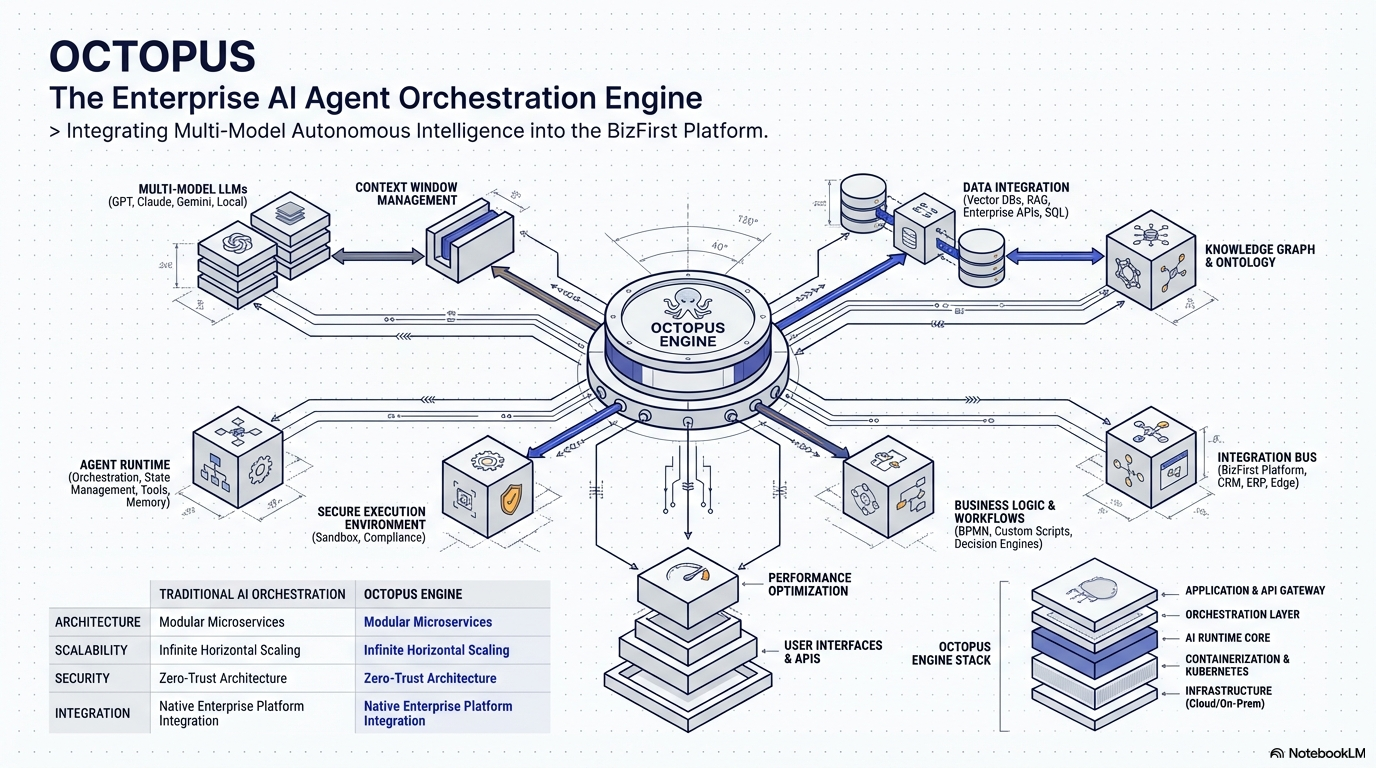 OCTOPUS
The Enterprise AI Agent Orchestration Engine
> Integrating Multi-Model Autonomous Intelligence into the BizFirst Platform.
MULTI-MODEL LLMs
(GPT, Claude, Gemini, Local)
CONTEXT WINDOW
MANAGEMENT
DATA INTEGRATION
(Vector DBs, RAG,
Enterprise APIs, SQL)
KNOWLEDGE GRAPH
& ONTOLOGY
40°
OCTOPUS
ENGINE
AGENT RUNTIME
(Orchestration, State
Management, Tools,
Memory)
SECURE EXECUTION
ENVIRONMENT
(Sandbox, Compliance)
BUSINESS LOGIC &
WORKFLOWS
(BPMN, Custom Scripts,
Decision Engines)
INTEGRATION BUS
(BizFirst Platform,
CRM, ERP, Edge)
TRADITIONAL AI ORCHESTRATION OCTOPUS ENGINE
ARCHITECTURE Modular Microservices Modular Microservices
SCALABILITY Infinite Horizontal Scaling Infinite Horizontal Scaling
SECURITY Zero-Trust Architecture Zero-Trust Architecture
INTEGRATION Native Enterprise Platform Integration Native Enterprise Platform Integration
PERFORMANCE
OPTIMIZATION
USER INTERFACES
& APIS
OCTOPUS
ENGINE STACK
APPLICATION & API GATEWAY
ORCHESTRATION LAYER
AI RUNTIME CORE
CONTAINERIZATION &
KUBERNETES
INFRASTRUCTURE
(Cloud/On-Prem)
NotebookLM